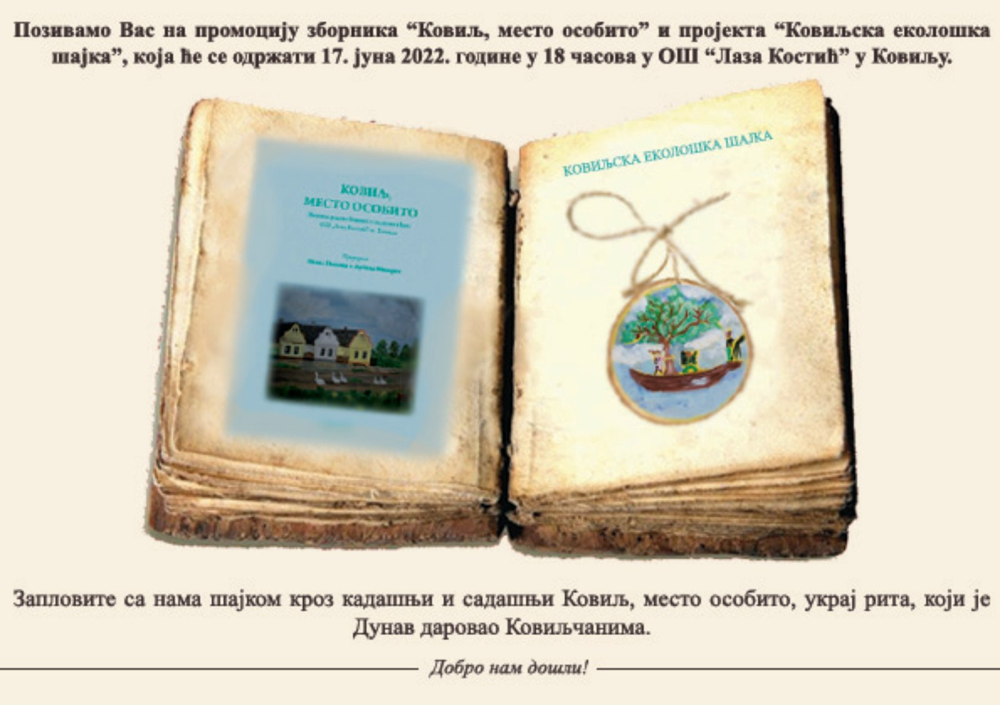 Позивамо Вас на промоцију зборника “Ковиљ, место особито” и пројекта “Ковиљска еколошка
шајка”, која ће се одржати 17. јуна 2022. године у 18 часова у ОШ “Лаза Костић” у Ковиљу.
КОВИЉ,
МЕСТО ОСОБИТО
КОВИЉСКА ЕКОЛОШКА ШАЈКА
Запловите са нама шајком кроз кадашњи и садашњи Ковиљ, место особито, украј рита, који је
Дунав даровао Ковиљчанима.
Добро нам дошли!